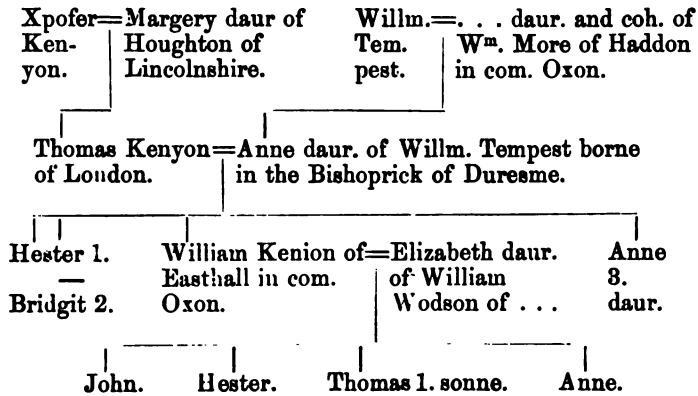 Xpofer=Margery daur of Willm.=. . . daur. and coh. of
Ken- Houghton of Tem. Wm. More of Haddon
yon. Lincolnshire. pest. in com. Oxon.
Thomas Kenyon=Anne daur. of Willm. Tempest borne
of London. in the Bishoprick of Duresme.
Hester 1. William Kenion of=Elizabeth daur. Anne
— Easthall in com. of William 3.
Bridgit 2. Oxon. Wodson of . . . daur.
John. Hester. Thomas 1. sonne. Anne.